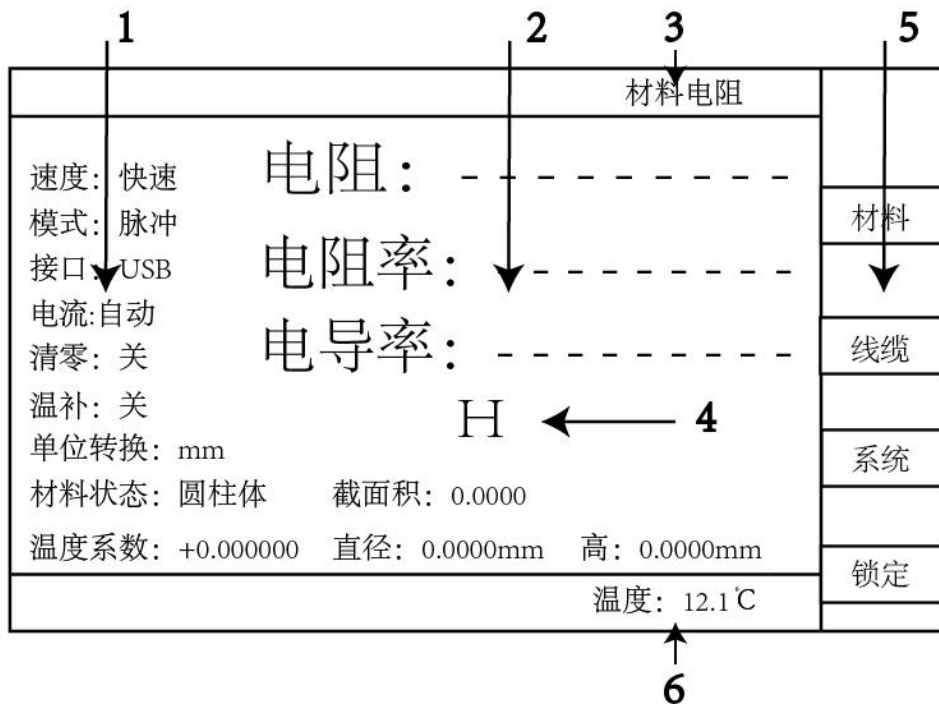 1 2 3 5
材料电阻
速度：快速
电阻：----------
模式：脉冲
材料
接口：USB
电阻率：---------
电流:自动
清零：关
电导率：---------
线缆
温补：关
H 4
单位转换：mm
系统
材料状态：圆柱体 截面积：0.0000
温度系数：+0.000000 直径：0.0000mm 高：0.0000mm
锁定
温度：12.1℃
6